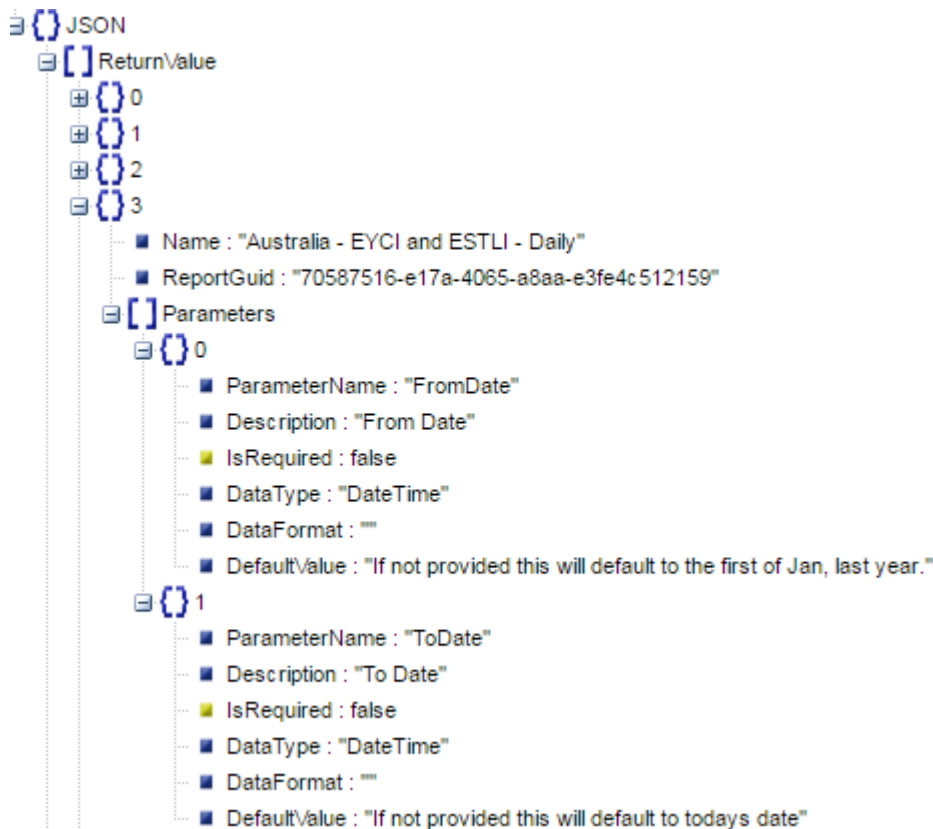 JSON
ReturnValue
0
1
2
3
Name : "Australia - EYCI and ESTLI - Daily"
ReportGuid : "70587516-e17a-4065-a8aa-e3fe4c512159"
Parameters
0
ParameterName : "FromDate"
Description : "From Date"
IsRequired : false
DataType : "DateTime"
DataFormat : ""
DefaultValue : "If not provided this will default to the first of Jan, last year."
1
ParameterName : "ToDate"
Description : "To Date"
IsRequired : false
DataType : "DateTime"
DataFormat : ""
DefaultValue : "If not provided this will default to todays date"